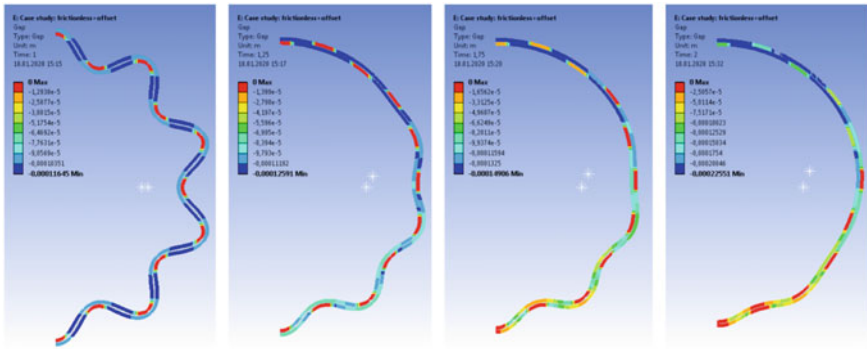 E: Case study: frictionless+offset
Gap
Type: Gap
Unit: m
Time: 1
18.01.2020 15:15
0 Max
-1,2938e-5
-2,5877e-5
-3,8815e-5
-5,1754e-5
-6,4692e-5
-7,7631e-5
-9,0569e-5
-0,00010351
-0,00011645 Min
E: Case study: frictionless+offset
Gap
Type: Gap
Unit: m
Time: 1,25
18.01.2020 15:17
0 Max
-1,399e-5
-2,798e-5
-4,197e-5
-5,596e-5
-6,995e-5
-8,394e-5
-9,793e-5
-0,00011192
-0,00012591 Min
E: Case study: frictionless+offset
Gap
Type: Gap
Unit: m
Time: 1,75
18.01.2020 15:28
0 Max
-1,6562e-5
-3,3125e-5
-4,9687e-5
-6,6249e-5
-8,2811e-5
-9,9374e-5
-0,00011594
-0,0001325
-0,00014906 Min
E: Case study: frictionless+offset
Gap
Type: Gap
Unit: m
Time: 2
18.01.2020 15:32
0 Max
-2,5057e-5
-5,0114e-5
-7,5171e-5
-0,00010023
-0,00012529
-0,00015034
-0,0001754
-0,00020046
-0,00022551 Min